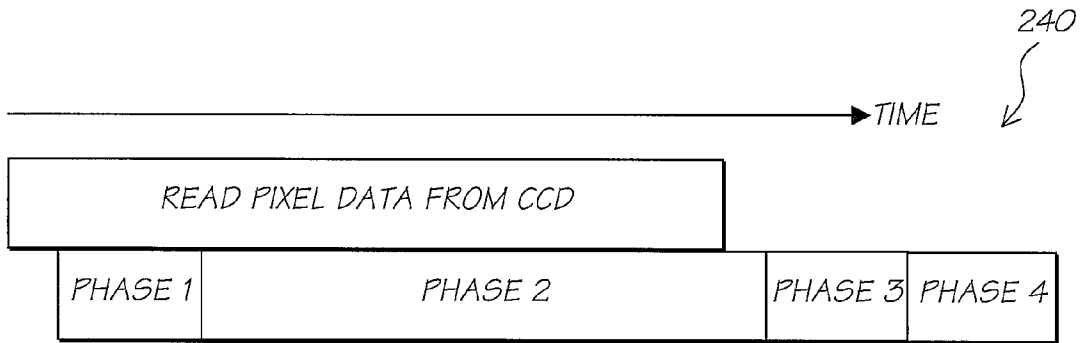 240
TIME
READ PIXEL DATA FROM CCD
PHASE 1 PHASE 2 PHASE 3 PHASE 4